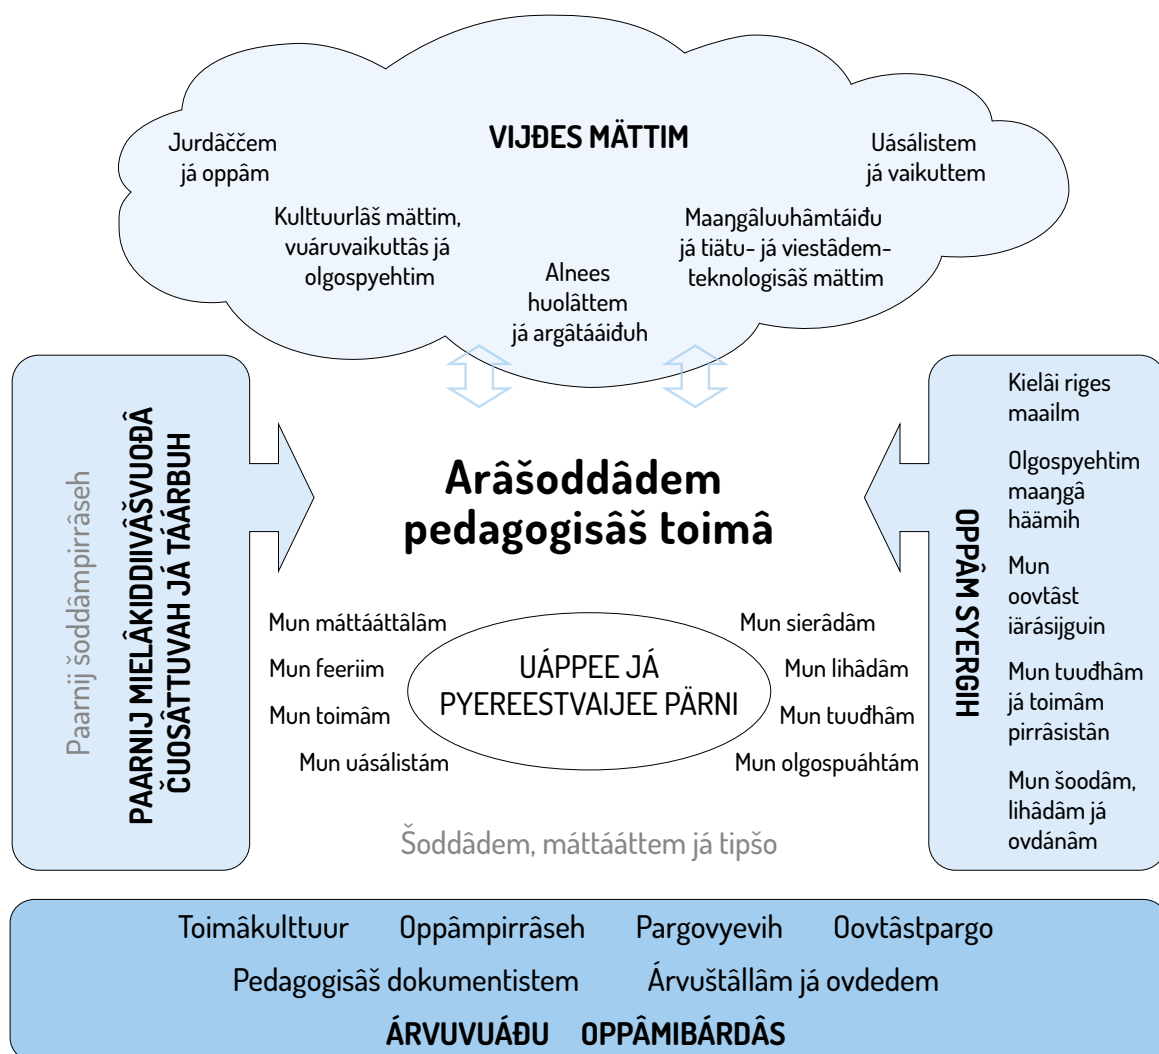 VIJĐES MÄTTIM
Jurdâččem
já oppâm
Uásálistem
já vaikuttem
Kulttuurlâš mättim,
vuáruvaikuttâs já
olgospyehtim
Maaŋgâluuhâmtáiđu
já tiätu- já viestâdem-
teknologisâš mättim
Alnees
huolâttem
já argâtááiđuh
Paarnij šoddâmpirrâseh
PAARNIJ MIELÂKIDDIIVÂŠVUOĐÂ
ČUOSÂTTUVAH JÁ TÁÁRBUH
Arâšoddâdem
pedagogisâš toimâ
Mun máttááttâlâm
Mun feeriim
Mun toimâm
Mun uásálistám
UÁPPEE JÁ
PYEREESTVAIJEE PÄRNI
Mun sierâdâm
Mun lihâdâm
Mun tuuđhâm
Mun olgospuáhtám
Šoddâdem, máttááttem já tipšo
OPPÂM SYERGIH
Kielâi riges
maailm
Olgospyehtim
maaŋgâ
häämih
Mun
oovtâst
iärásijguin
Mun tuuđhâm
já toimâm
pirrâsistân
Mun šoodâm,
lihâdâm já
ovdánâm
Toimâkulttuur Oppâmpirrâseh Pargovyevih Oovtâstpargo
Pedagogisâš dokumentistem Árvuštâllâm já ovdedem
ÁRVUVUÁĐU OPPÂMIBÁRDÂS